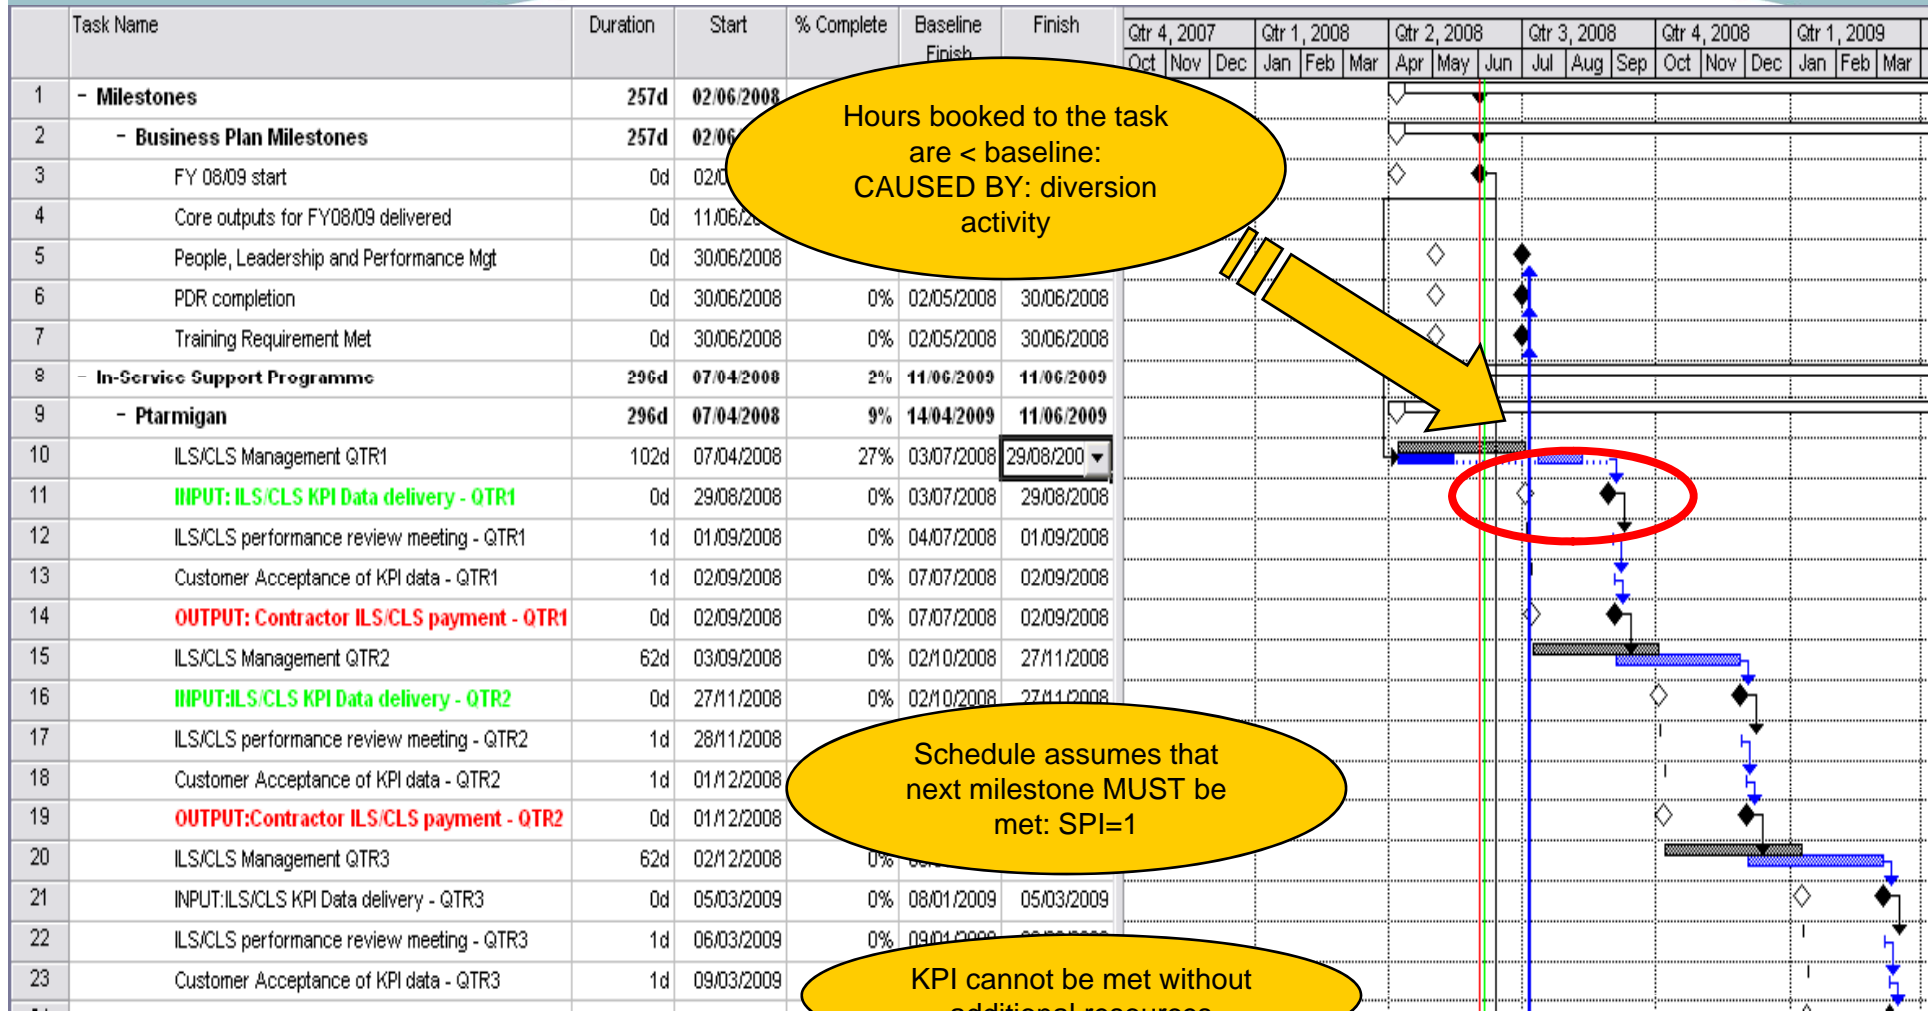 Task Name Duration Start % Complete Baseline Finish Finish
Qtr 4, 2007 Qtr 1, 2008 Qtr 2, 2008 Qtr 3, 2008 Qtr 4, 2008 Qtr 1, 2009
Oct Nov Dec Jan Feb Mar Apr May Jun Jul Aug Sep Oct Nov Dec Jan Feb Mar
1 - Milestones 257d 02/06/2008
2 - Business Plan Milestones 257d
3 FY 08/09 start 0d
4 Core outputs for FY08/09 delivered 0d
5 People, Leadership and Performance Mgt 0d 30/06/2008
6 PDR completion 0d 30/06/2008 0% 02/05/2008 30/06/2008
7 Training Requirement Met 0d 30/06/2008 0% 02/05/2008 30/06/2008
8 - In-Service Support Programme 296d 07/04/2008 2% 11/06/2009 11/06/2009
9 - Ptarmigan 296d 07/04/2008 9% 14/04/2009 11/06/2009
10 ILS/CLS Management QTR1 102d 07/04/2008 27% 03/07/2008 29/08/200
11 INPUT: ILS/CLS KPI Data delivery - QTR1 0d 29/08/2008 0% 03/07/2008 29/08/2008
12 ILS/CLS performance review meeting - QTR1 1d 01/09/2008 0% 04/07/2008 01/09/2008
13 Customer Acceptance of KPI data - QTR1 1d 02/09/2008 0% 07/07/2008 02/09/2008
14 OUTPUT: Contractor ILS/CLS payment - QTR1 0d 02/09/2008 0% 07/07/2008 02/09/2008
15 ILS/CLS Management QTR2 62d 03/09/2008 0% 02/10/2008 27/11/2008
16 INPUT:ILS/CLS KPI Data delivery - QTR2 0d 27/11/2008 0% 02/10/2008 27/11/2008
17 ILS/CLS performance review meeting - QTR2 1d 28/11/2008
18 Customer Acceptance of KPI data - QTR2 1d 01/12/2008
19 OUTPUT:Contractor ILS/CLS payment - QTR2 0d 01/12/2008
20 ILS/CLS Management QTR3 62d 02/12/2008 0%
21 INPUT:ILS/CLS KPI Data delivery - QTR3 0d 05/03/2009 0% 08/01/2009 05/03/2009
22 ILS/CLS performance review meeting - QTR3 1d 06/03/2009 0% 09/01/2009
23 Customer Acceptance of KPI data - QTR3 1d 09/03/2009
Hours booked to the task
are < baseline:
CAUSED BY: diversion
activity
Schedule assumes that
next milestone MUST be
met: SPI=1
KPI cannot be met without
additional resources